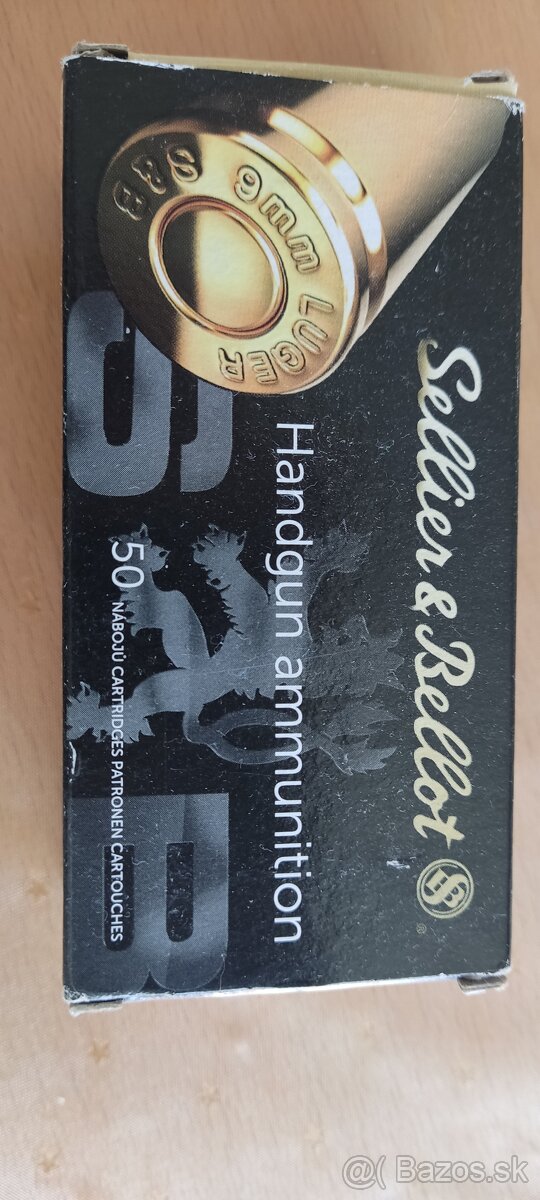 S&B 9mm LUGER
Sellier & Bellot
SB
®
Handgun ammunition
50 NÁBOJŮ CARTRIDGES PATRONEN CARTOUCHES
S B
@( Bazos.sk